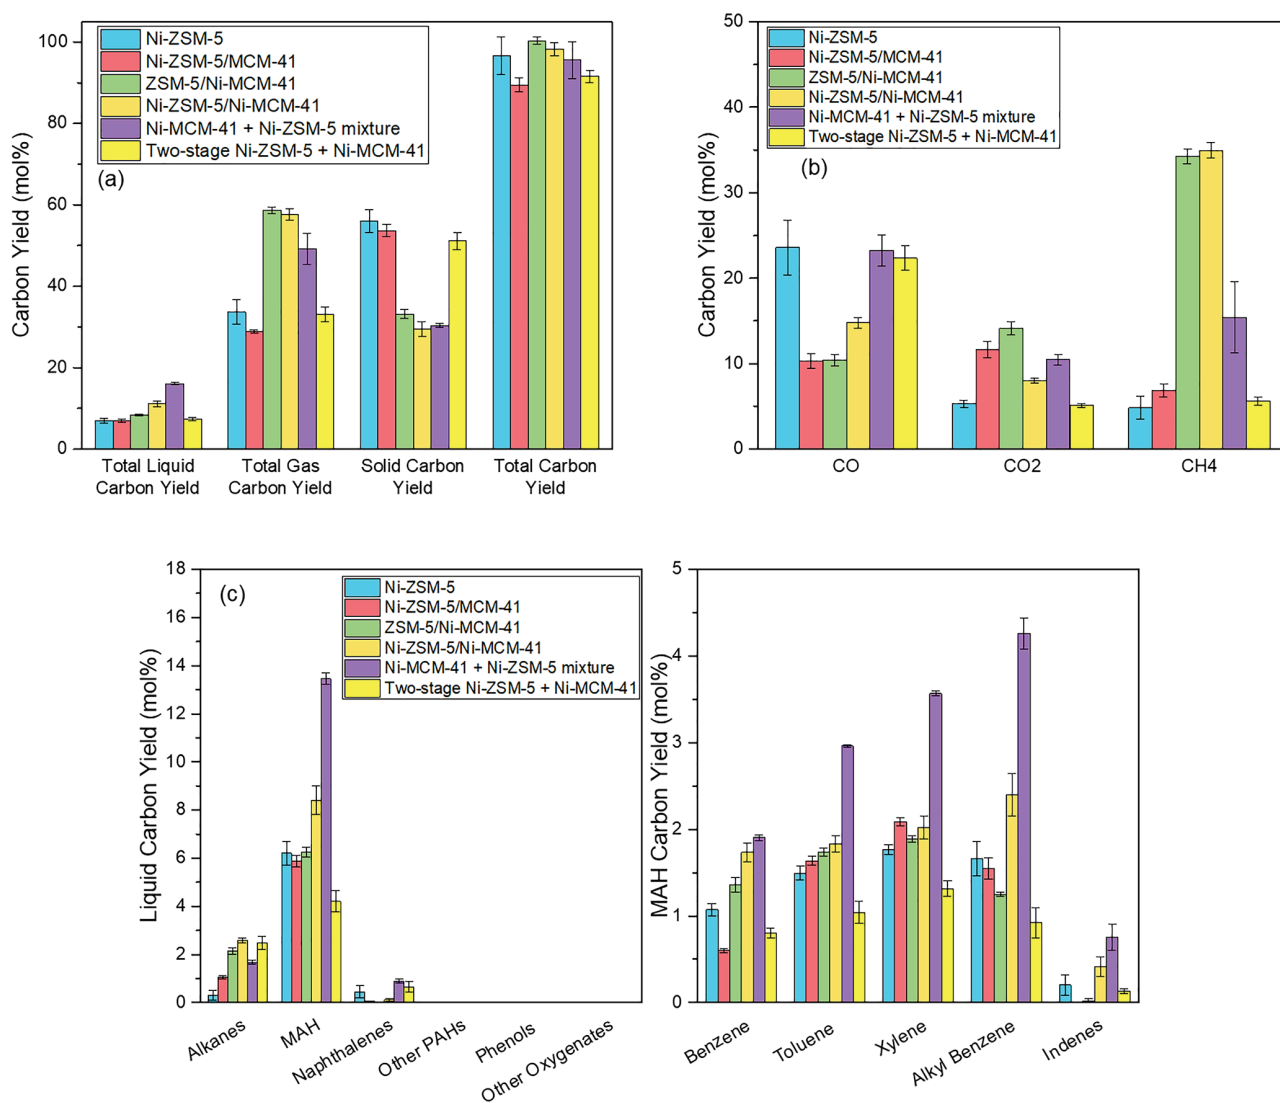 100
80
60
40
20
0
Carbon Yield (mol%)
Ni-ZSM-5
Ni-ZSM-5/MCM-41
ZSM-5/Ni-MCM-41
Ni-ZSM-5/Ni-MCM-41
Ni-MCM-41 + Ni-ZSM-5 mixture
Two-stage Ni-ZSM-5 + Ni-MCM-41
(a)
Total Liquid
Carbon Yield
Total Gas
Carbon Yield
Solid Carbon
Yield
Total Carbon
Yield
50
40
30
20
10
0
Carbon Yield (mol%)
Ni-ZSM-5
Ni-ZSM-5/MCM-41
ZSM-5/Ni-MCM-41
Ni-ZSM-5/Ni-MCM-41
Ni-MCM-41 + Ni-ZSM-5 mixture
Two-stage Ni-ZSM-5 + Ni-MCM-41
(b)
CO
CO2
CH4
18
16
14
12
10
8
6
4
2
0
Liquid Carbon Yield (mol%)
(c)
Ni-ZSM-5
Ni-ZSM-5/MCM-41
ZSM-5/Ni-MCM-41
Ni-ZSM-5/Ni-MCM-41
Ni-MCM-41 + Ni-ZSM-5 mixture
Two-stage Ni-ZSM-5 + Ni-MCM-41
Alkanes
MAH
Naphthalenes
Other PAHs
Phenols
Other Oxygenates
5
4
3
2
1
0
MAH Carbon Yield (mol%)
Benzene
Toluene
Xylene
Alkyl Benzene
Indenes